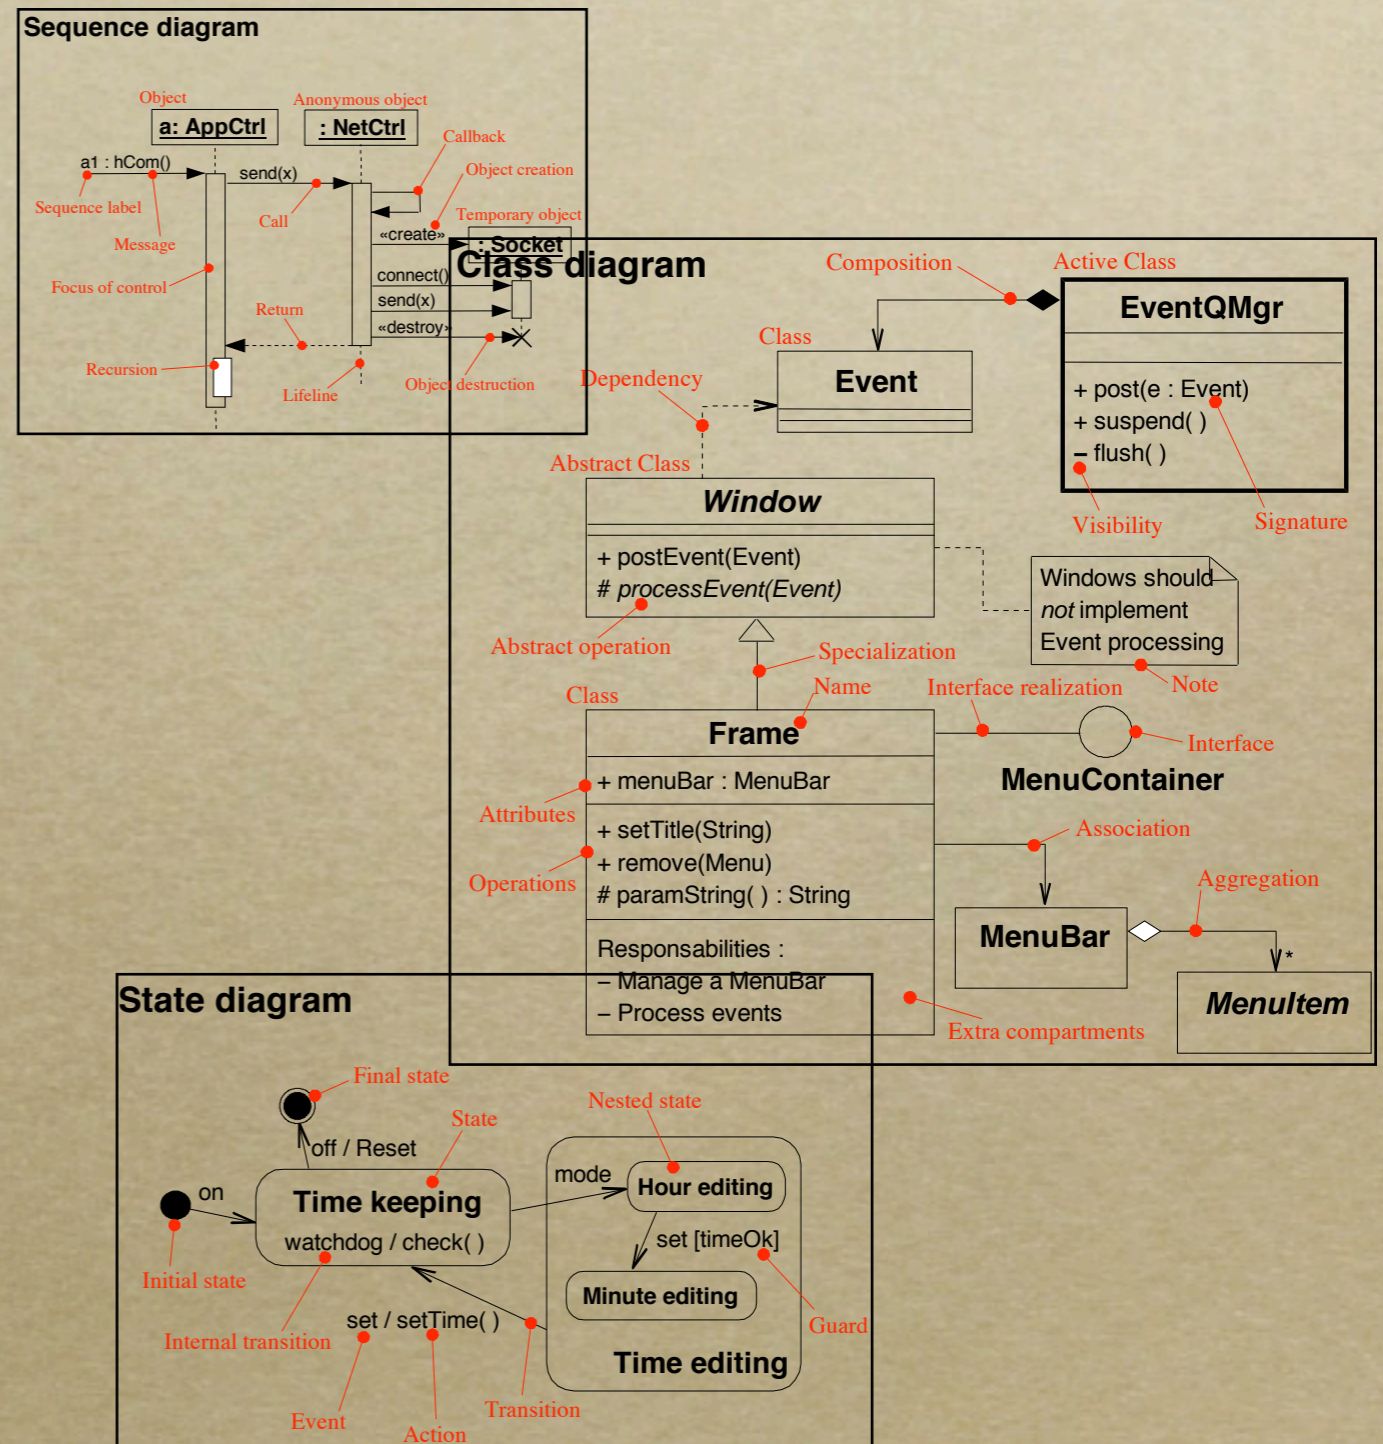 Sequence diagram
Object
Anonymous object
a: AppCtrl
: NetCtrl
Callback
a1 : hCom()
send(x)
Object creation
Sequence label
Call
Temporary object
Message
«create»
: Socket
Focus of control
connect()
Return
send(x)
«destroy»
Recursion
Lifeline
Object destruction
Class diagram
Composition
Active Class
EventQMgr
Class
Event
Dependency
+ post(e : Event)
+ suspend( )
– flush( )
Abstract Class
Window
Visibility
Signature
+ postEvent(Event)
# processEvent(Event)
Windows should
not implement
Event processing
Abstract operation
Specialization
Note
Class
Name
Interface realization
Frame
Interface
MenuContainer
+ menuBar : MenuBar
Attributes
+ setTitle(String)
+ remove(Menu)
# paramString( ) : String
Operations
Association
Aggregation
MenuBar
*
MenuItem
Responsabilities :
– Manage a MenuBar
– Process events
Extra compartments
State diagram
Final state
State
Nested state
off / Reset
on
mode
Time keeping
Hour editing
watchdog / check( )
set [timeOk]
Initial state
Minute editing
Internal transition
set / setTime( )
Guard
Time editing
Event
Action
Transition